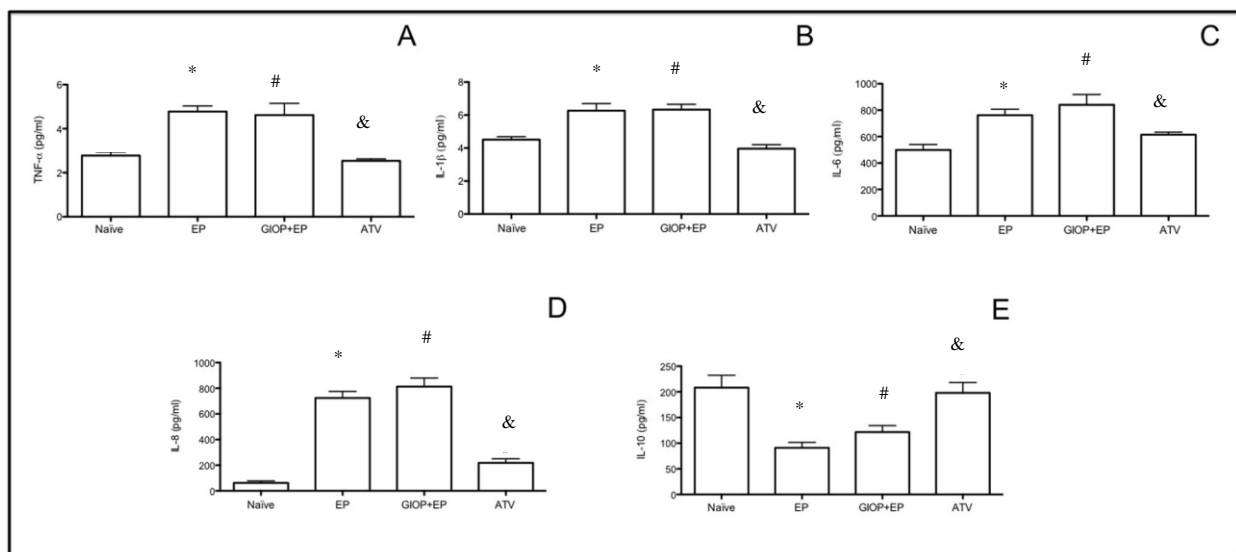 A
TNF-α (pg/ml)
6
4
2
0
* # &
Naïve EP GIOP+EP ATV
B
IL-1β (pg/ml)
8
6
4
2
0
* # &
Naïve EP GIOP+EP ATV
C
IL-6 (pg/ml)
1000
800
600
400
200
0
* # &
Naïve EP GIOP+EP ATV
D
IL-8 (pg/ml)
1000
800
600
400
200
0
* # &
Naïve EP GIOP+EP ATV
E
IL-10 (pg/ml)
250
200
150
100
50
0
* # &
Naïve EP GIOP+EP ATV